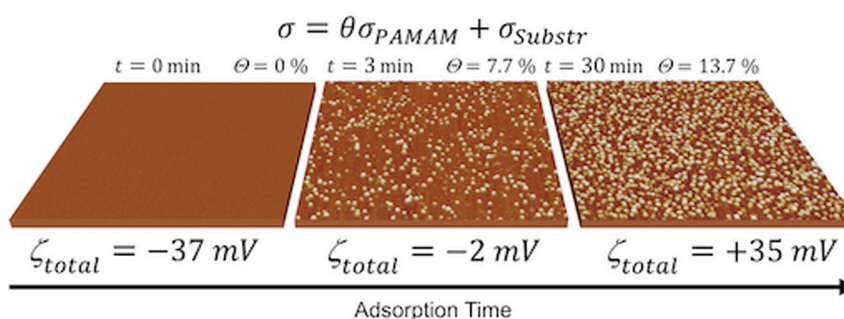 σ = θσ_PAMAM + σ_Substr
t = 0 min Θ = 0 % t = 3 min Θ = 7.7 % t = 30 min Θ = 13.7 %
ζ_total = −37 mV ζ_total = −2 mV ζ_total = +35 mV
Adsorption Time